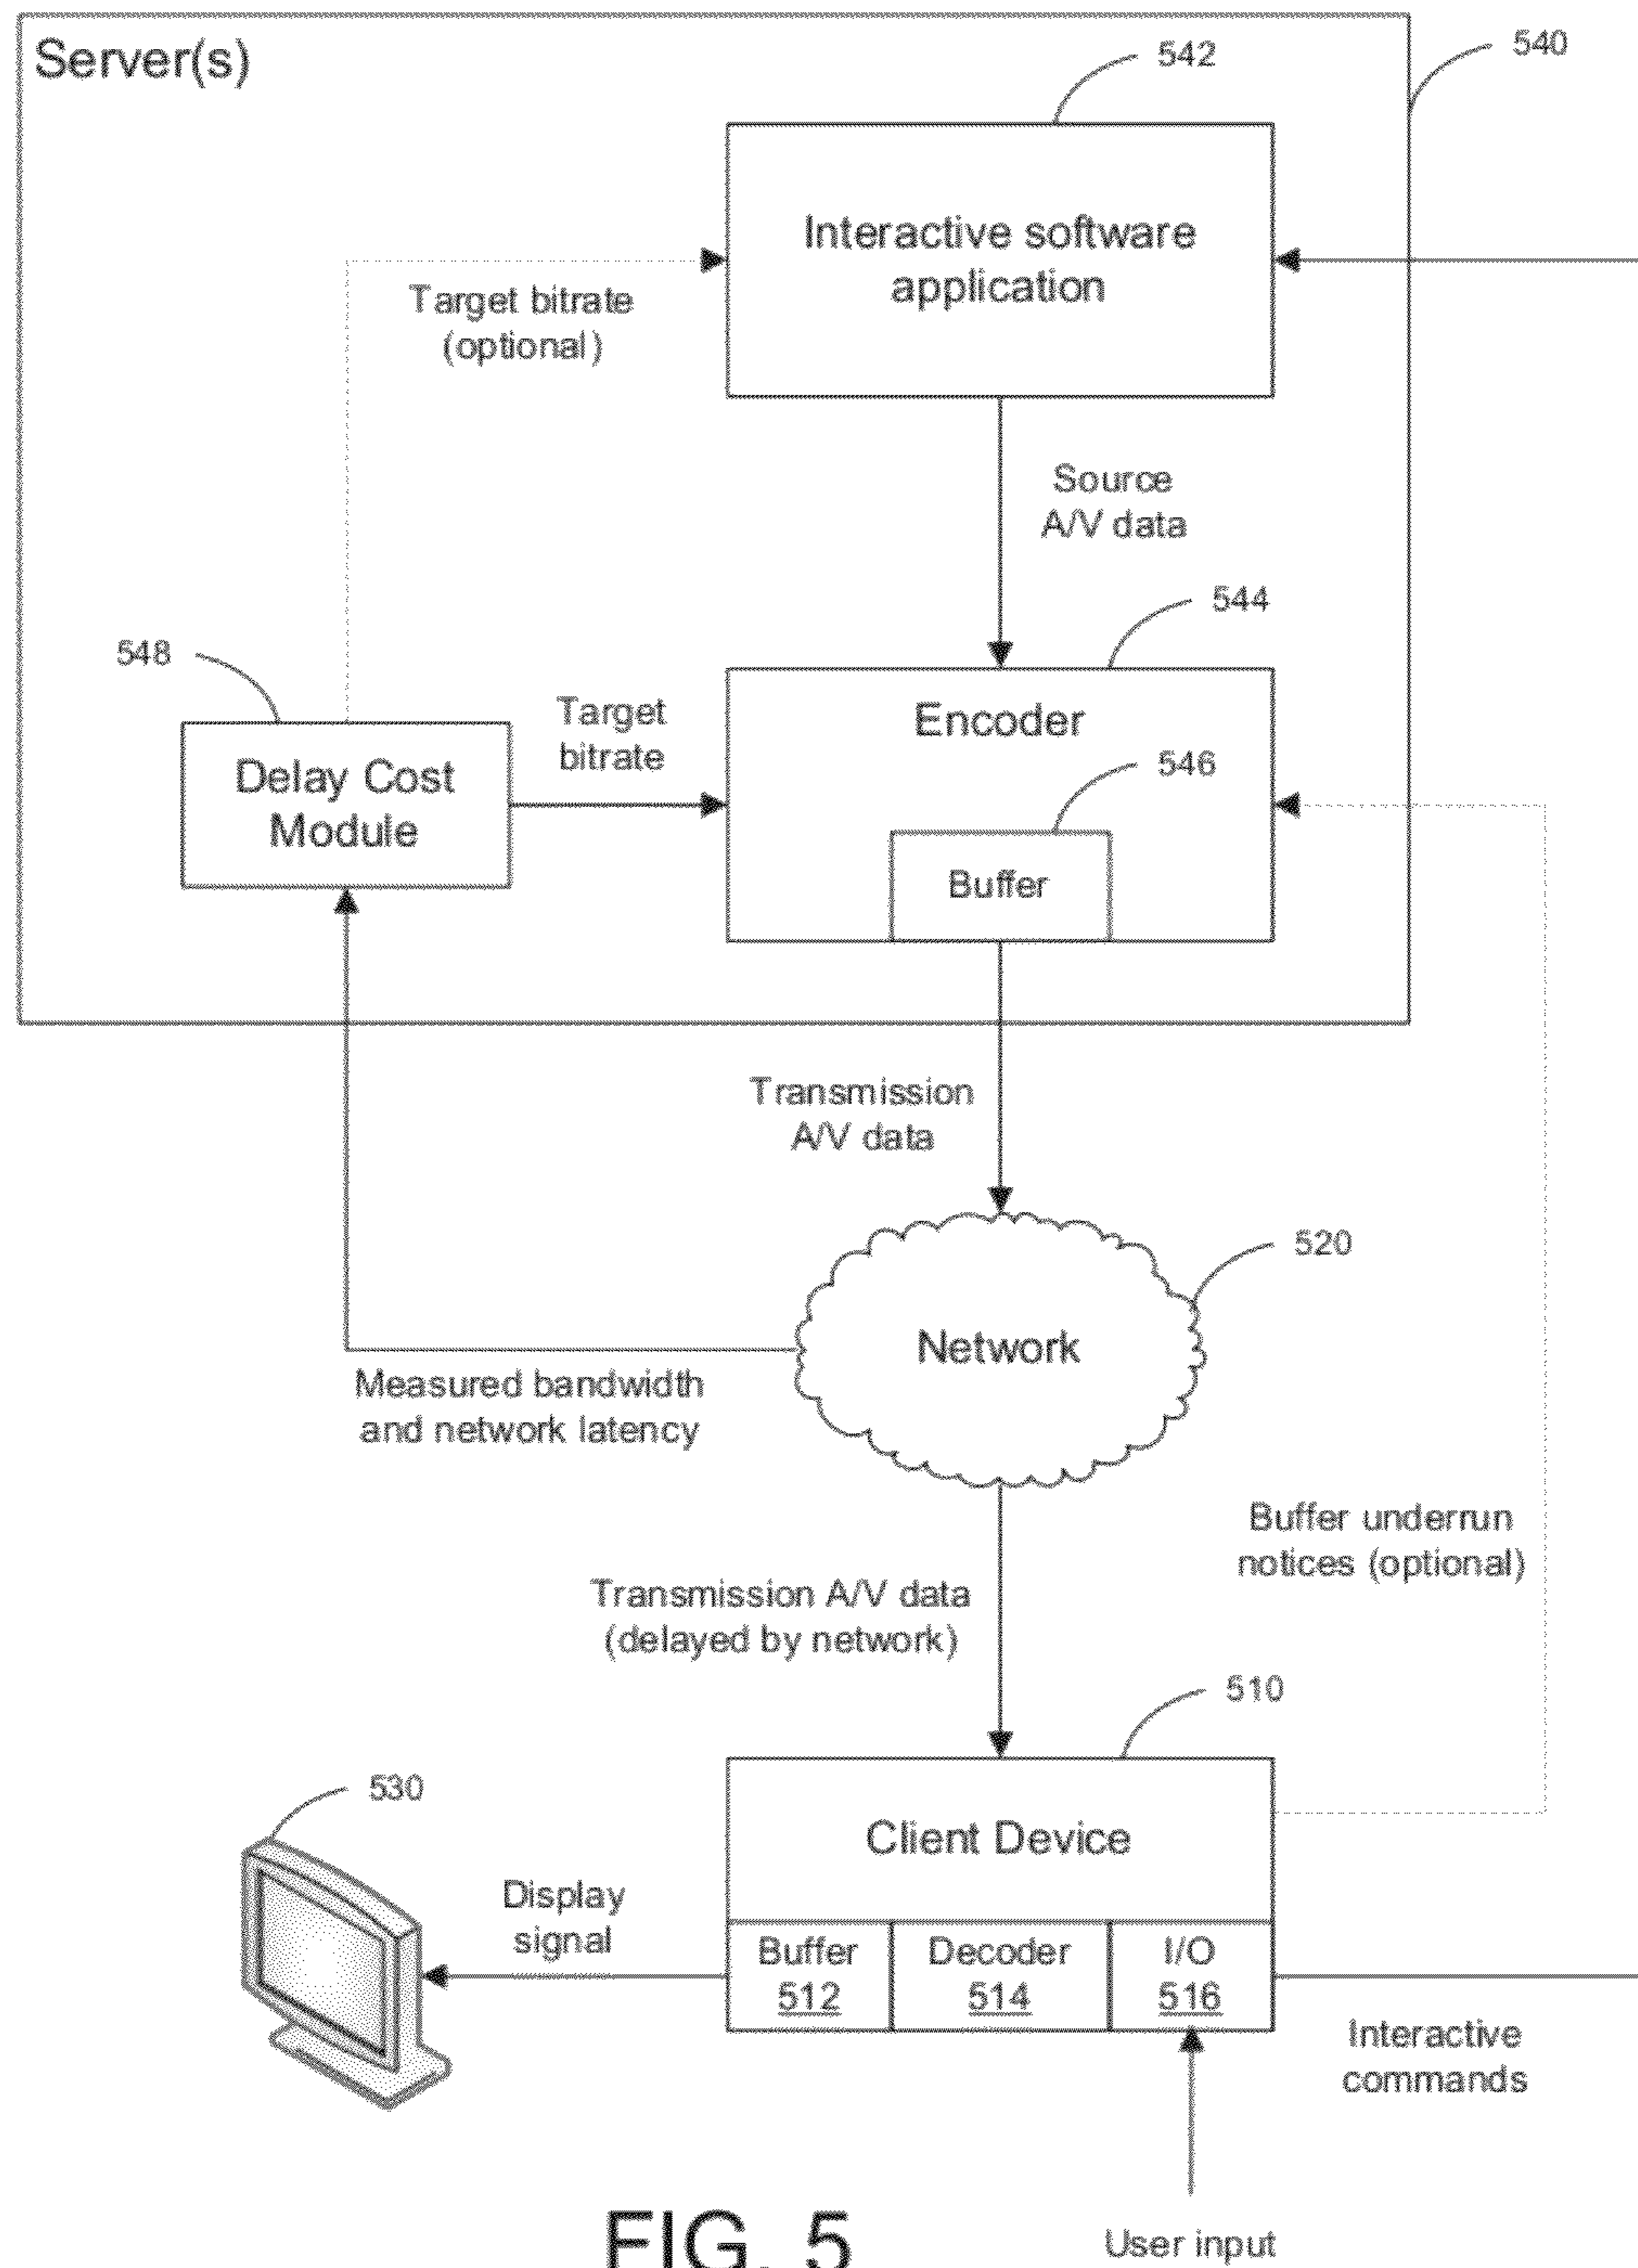 Server(s)
542
540
Interactive software
application
Target bitrate
(optional)
Source
A/V data
544
548
Target
bitrate
Encoder
546
Delay Cost
Module
Buffer
Transmission
A/V data
520
Network
Measured bandwidth
and network latency
Buffer underrun
notices (optional)
Transmission A/V data
(delayed by network)
510
530
Client Device
Display
signal
Buffer
512
Decoder
514
I/O
516
Interactive
commands
FIG. 5
User input